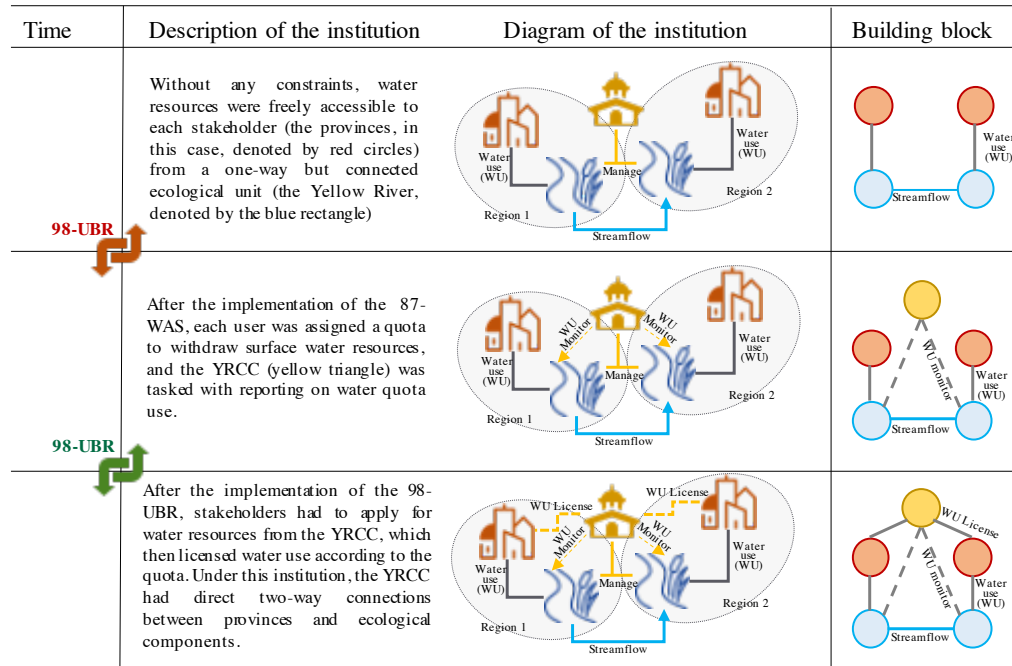 Time
Description of the institution
Diagram of the institution
Building block
Without any constraints, water
resources were freely accessible to
each stakeholder (the provinces, in
this case, denoted by red circles)
from a one-way but connected
ecological unit (the Yellow River,
denoted by the blue rectangle)
Water
use
(WU)
Manage
Water
use
(WU)
Region 1
Region 2
Streamflow
Water
use
(WU)
Streamflow
98-UBR
After the implementation of the 87-
WAS, each user was assigned a quota
to withdraw surface water resources,
and the YRCC (yellow triangle) was
tasked with reporting on water quota
use.
WU
Monitor
WU
Monitor
Water
use
(WU)
Manage
Water
use
(WU)
Region 1
Region 2
Streamflow
WU monitor
Water
use
(WU)
Streamflow
98-UBR
After the implementation of the 98-
UBR, stakeholders had to apply for
water resources from the YRCC, which
then licensed water use according to the
quota. Under this institution, the YRCC
had direct two-way connections
between provinces and ecological
components.
WU License
WU License
WU
Monitor
WU
Monitor
Water
use
(WU)
Manage
Water
use
(WU)
Region 1
Region 2
Streamflow
WU License
WU monitor
Water
use
(WU)
Streamflow